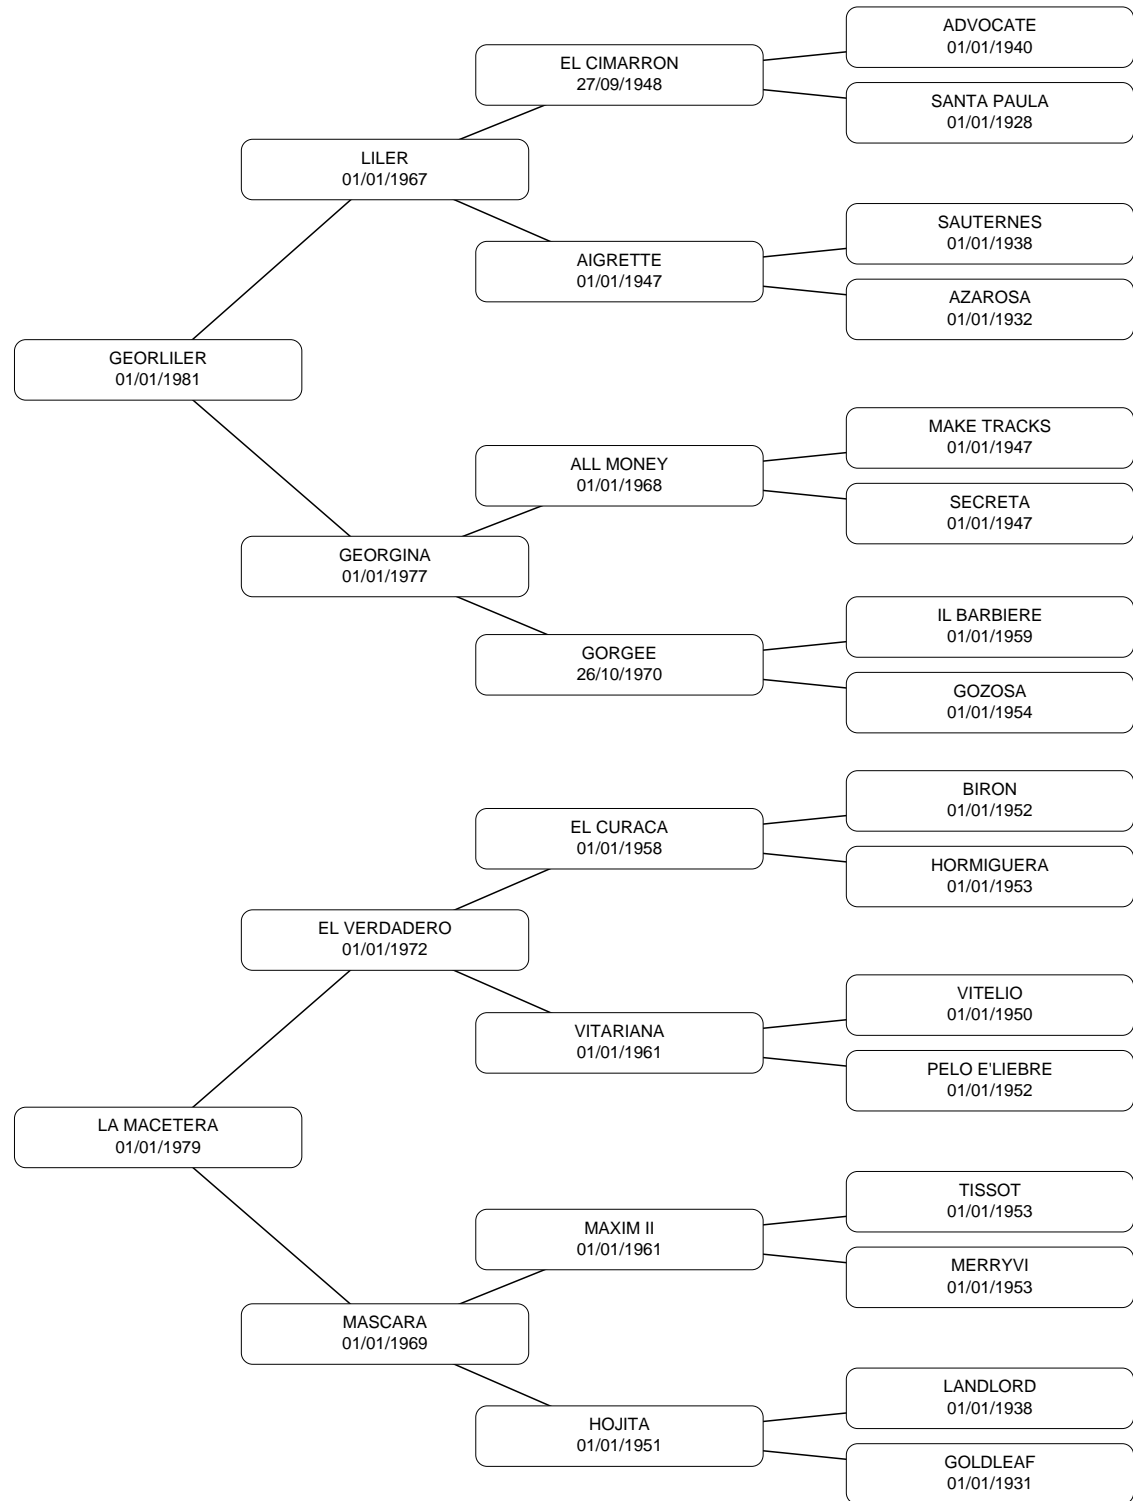 ADVOCATE
01/01/1940
EL CIMARRON
27/09/1948
SANTA PAULA
01/01/1928
LILER
01/01/1967
SAUTERNES
01/01/1938
AIGRETTE
01/01/1947
AZAROSA
01/01/1932
GEORLILER
01/01/1981
MAKE TRACKS
01/01/1947
ALL MONEY
01/01/1968
SECRETA
01/01/1947
GEORGINA
01/01/1977
IL BARBIERE
01/01/1959
GORGEE
26/10/1970
GOZOSA
01/01/1954
BIRON
01/01/1952
EL CURACA
01/01/1958
HORMIGUERA
01/01/1953
EL VERDADERO
01/01/1972
VITELIO
01/01/1950
VITARIANA
01/01/1961
PELO E'LIEBRE
01/01/1952
LA MACETERA
01/01/1979
TISSOT
01/01/1953
MAXIM II
01/01/1961
MERRYVI
01/01/1953
MASCARA
01/01/1969
LANDLORD
01/01/1938
HOJITA
01/01/1951
GOLDLEAF
01/01/1931